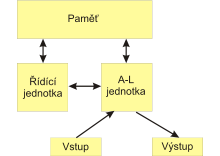 Paměť
Řídící
jednotka
A-L
jednotka
Vstup
Výstup